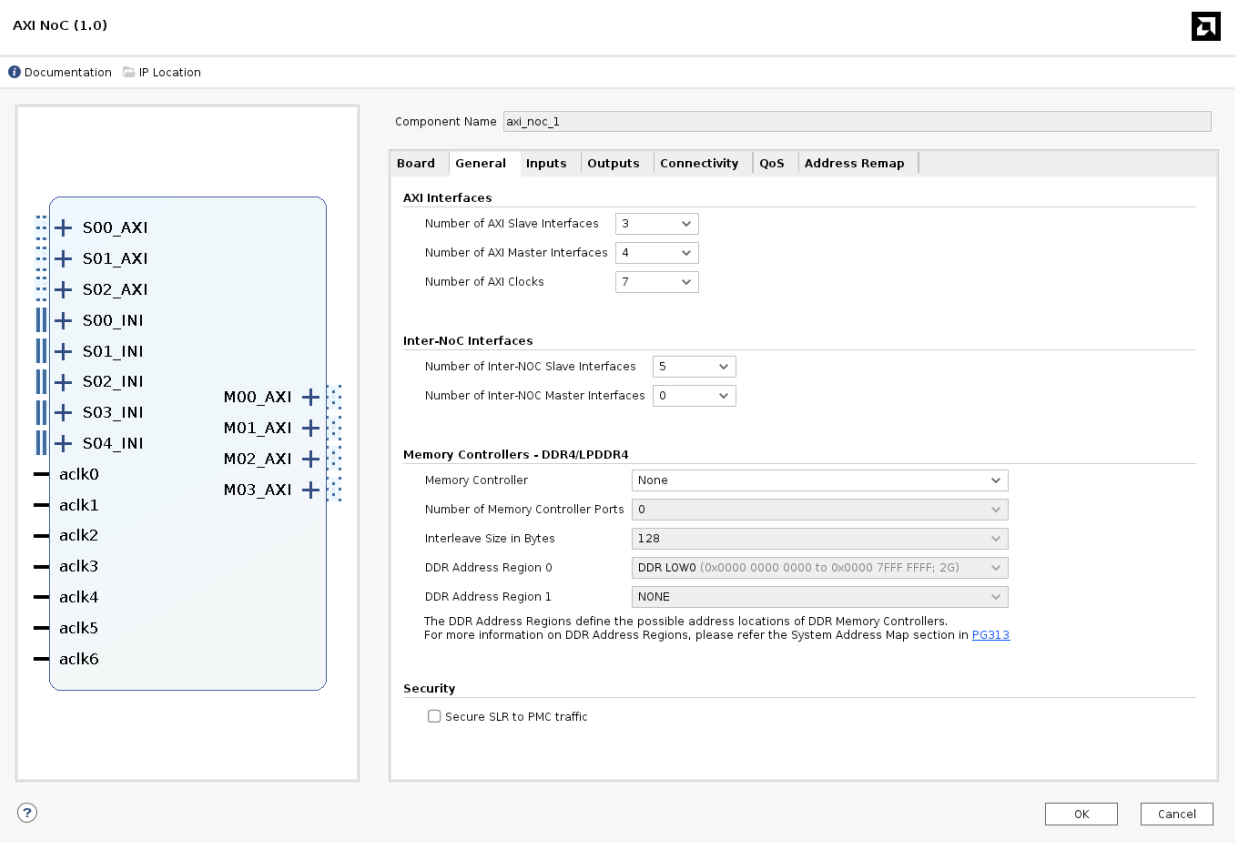 AXI NoC (1.0)
Documentation IP Location
Component Name axi_noc_1
Board General Inputs Outputs Connectivity QoS Address Remap
S00_AXI
S01_AXI
S02_AXI
S00_INI
S01_INI
S02_INI
S03_INI
S04_INI
aclk0
aclk1
aclk2
aclk3
aclk4
aclk5
aclk6
M00_AXI
M01_AXI
M02_AXI
M03_AXI
AXI Interfaces
Number of AXI Slave Interfaces 3
Number of AXI Master Interfaces 4
Number of AXI Clocks 7
Inter-NoC Interfaces
Number of Inter-NOC Slave Interfaces 5
Number of Inter-NOC Master Interfaces 0
Memory Controllers - DDR4/LPDDR4
Memory Controller None
Number of Memory Controller Ports 0
Interleave Size in Bytes 128
DDR Address Region 0 DDR LOW0 (0x0000 0000 0000 to 0x0000 7FFF FFFF; 2G)
DDR Address Region 1 NONE
The DDR Address Regions define the possible address locations of DDR Memory Controllers.
For more information on DDR Address Regions, please refer the System Address Map section in PG313
Security
Secure SLR to PMC traffic
?
OK Cancel